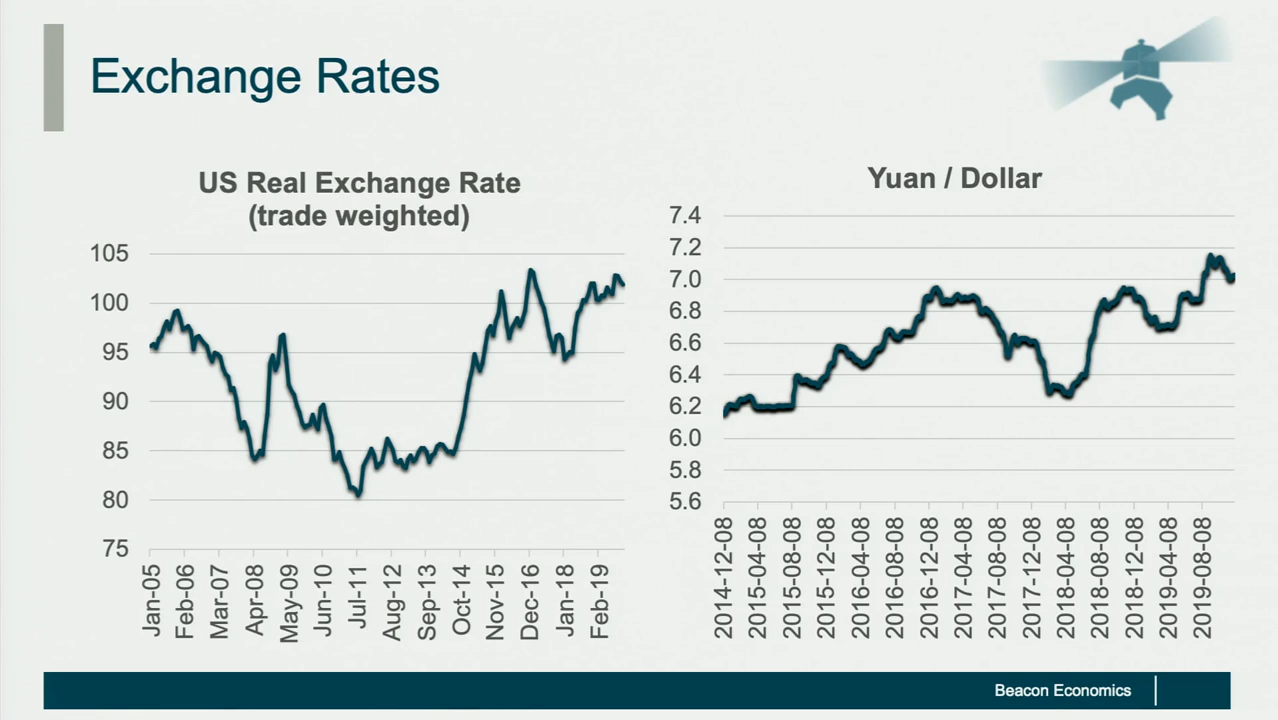 Exchange Rates
US Real Exchange Rate
(trade weighted)
105
100
95
90
85
80
75
Jan-05
Feb-06
Mar-07
Apr-08
May-09
Jun-10
Jul-11
Aug-12
Sep-13
Oct-14
Nov-15
Dec-16
Jan-18
Feb-19
Yuan / Dollar
7.4
7.2
7.0
6.8
6.6
6.4
6.2
6.0
5.8
5.6
2014-12-08
2015-04-08
2015-08-08
2015-12-08
2016-04-08
2016-08-08
2016-12-08
2017-04-08
2017-08-08
2017-12-08
2018-04-08
2018-08-08
2018-12-08
2019-04-08
2019-08-08
Beacon Economics